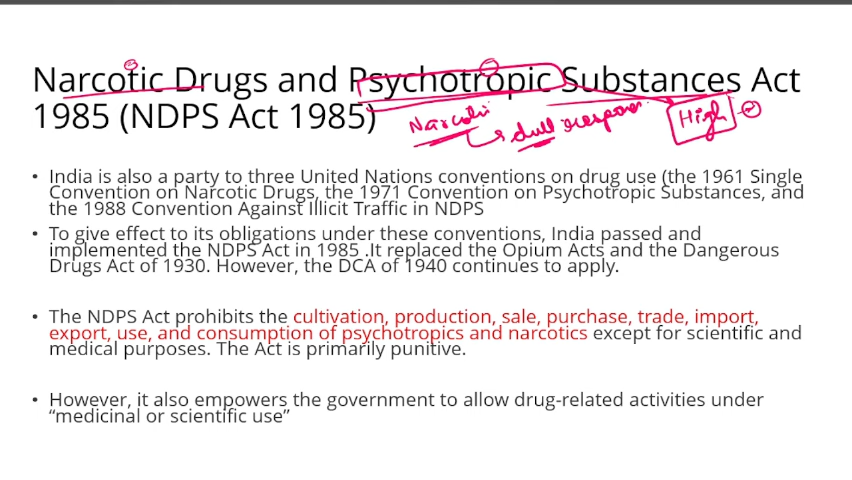 Narcotic Drugs and Psychotropic Substances Act
1985 (NDPS Act 1985)
Narcotic
dull respon
High
• India is also a party to three United Nations conventions on drug use (the 1961 Single
Convention on Narcotic Drugs, the 1971 Convention on Psychotropic Substances, and
the 1988 Convention Against Illicit Traffic in NDPS
• To give effect to its obligations under these conventions, India passed and
implemented the NDPS Act in 1985 .It replaced the Opium Acts and the Dangerous
Drugs Act of 1930. However, the DCA of 1940 continues to apply.
• The NDPS Act prohibits the cultivation, production, sale, purchase, trade, import,
export, use, and consumption of psychotropics and narcotics except for scientific and
medical purposes. The Act is primarily punitive.
• However, it also empowers the government to allow drug-related activities under
“medicinal or scientific use”